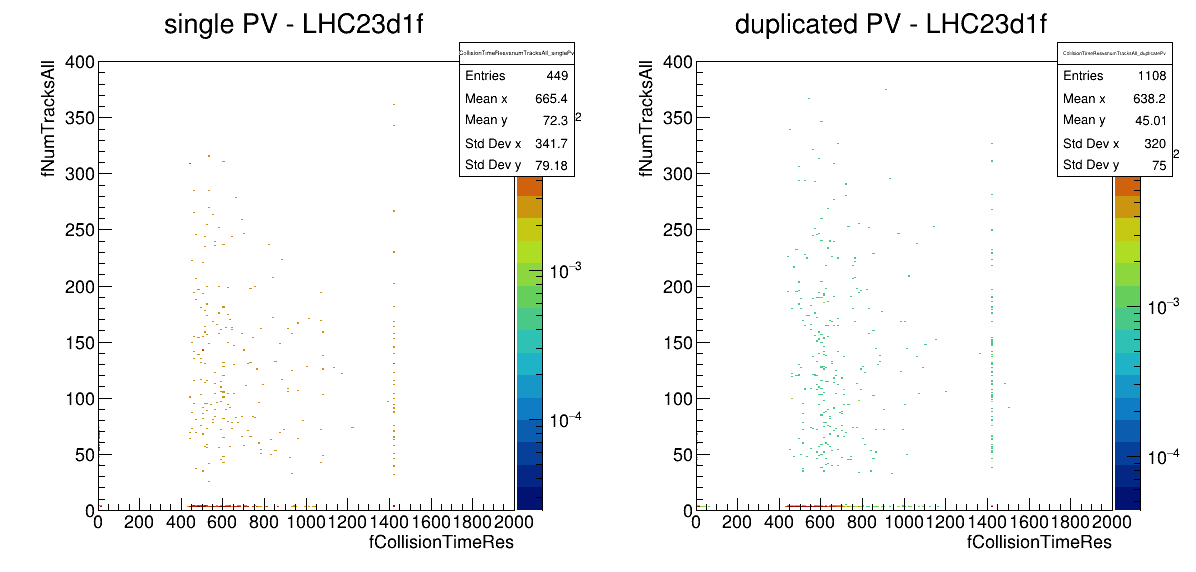 single PV - LHC23d1f
duplicated PV - LHC23d1f
fNumTracksAll
400
350
300
250
200
150
100
50
0
0 200 400 600 800 1000 1200 1400 1600 1800 2000
fCollisionTimeRes
CollisionTimeResvsnumTracksAll_singlePv
Entries 449
Mean x 665.4
Mean y 72.3
Std Dev x 341.7
Std Dev y 79.18
2
10−3
10−4
fNumTracksAll
400
350
300
250
200
150
100
50
0
0 200 400 600 800 1000 1200 1400 1600 1800 2000
fCollisionTimeRes
CollisionTimeResvsnumTracksAll_duplicatePv
Entries 1108
Mean x 638.2
Mean y 45.01
Std Dev x 320
Std Dev y 75
2
10−3
10−4